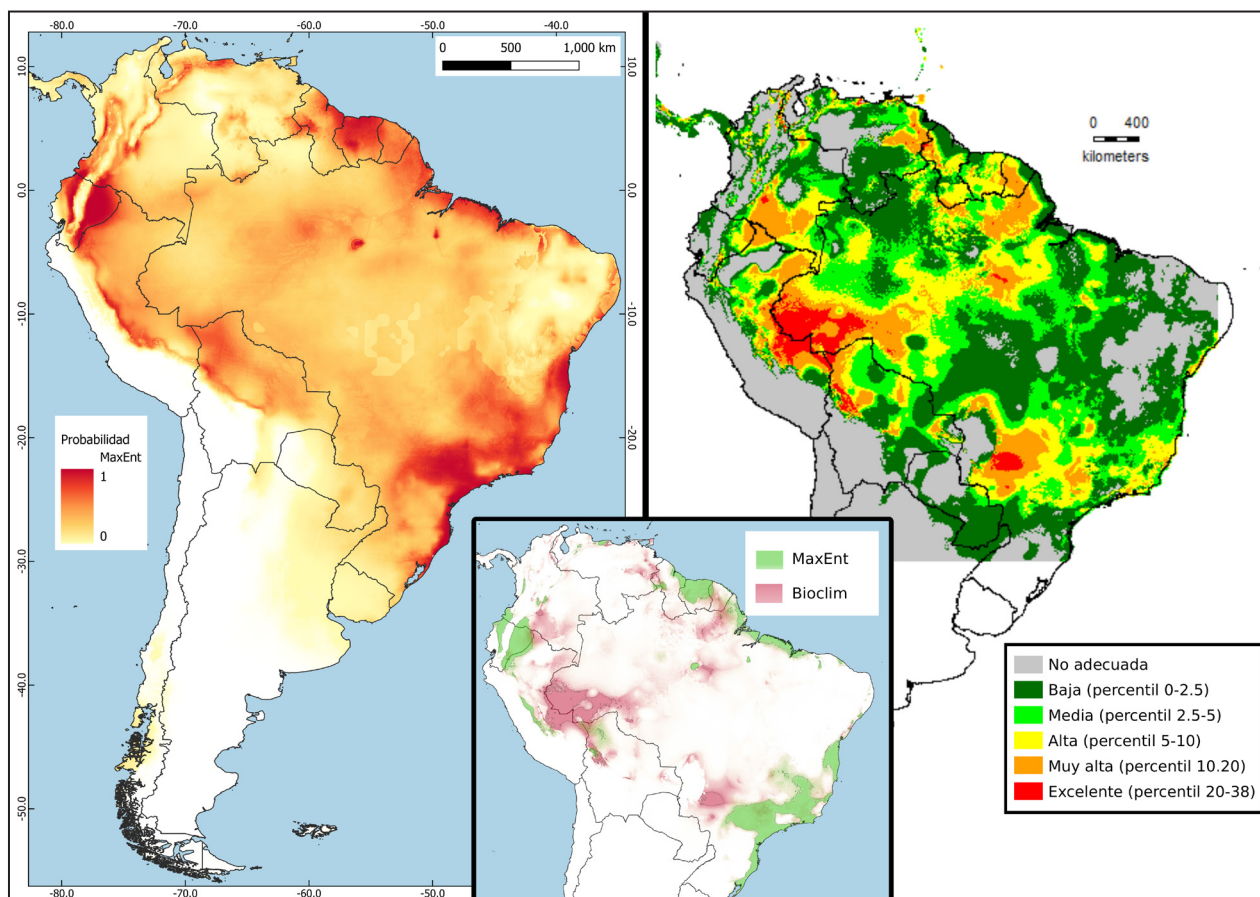 -80.0 -70.0 -60.0 -50.0 -40.0
0 500 1,000 km
10.0
0.0
-10.0
-20.0
-30.0
-40.0
-50.0
10.0
0.0
-10.0
-20.0
Probabilidad
MaxEnt
1
0
-80.0 -70.0 -60.0 -50.0
0 400
kilometers
MaxEnt
Bioclim
No adecuada
Baja (percentil 0-2.5)
Media (percentil 2.5-5)
Alta (percentil 5-10)
Muy alta (percentil 10.20)
Excelente (percentil 20-38)